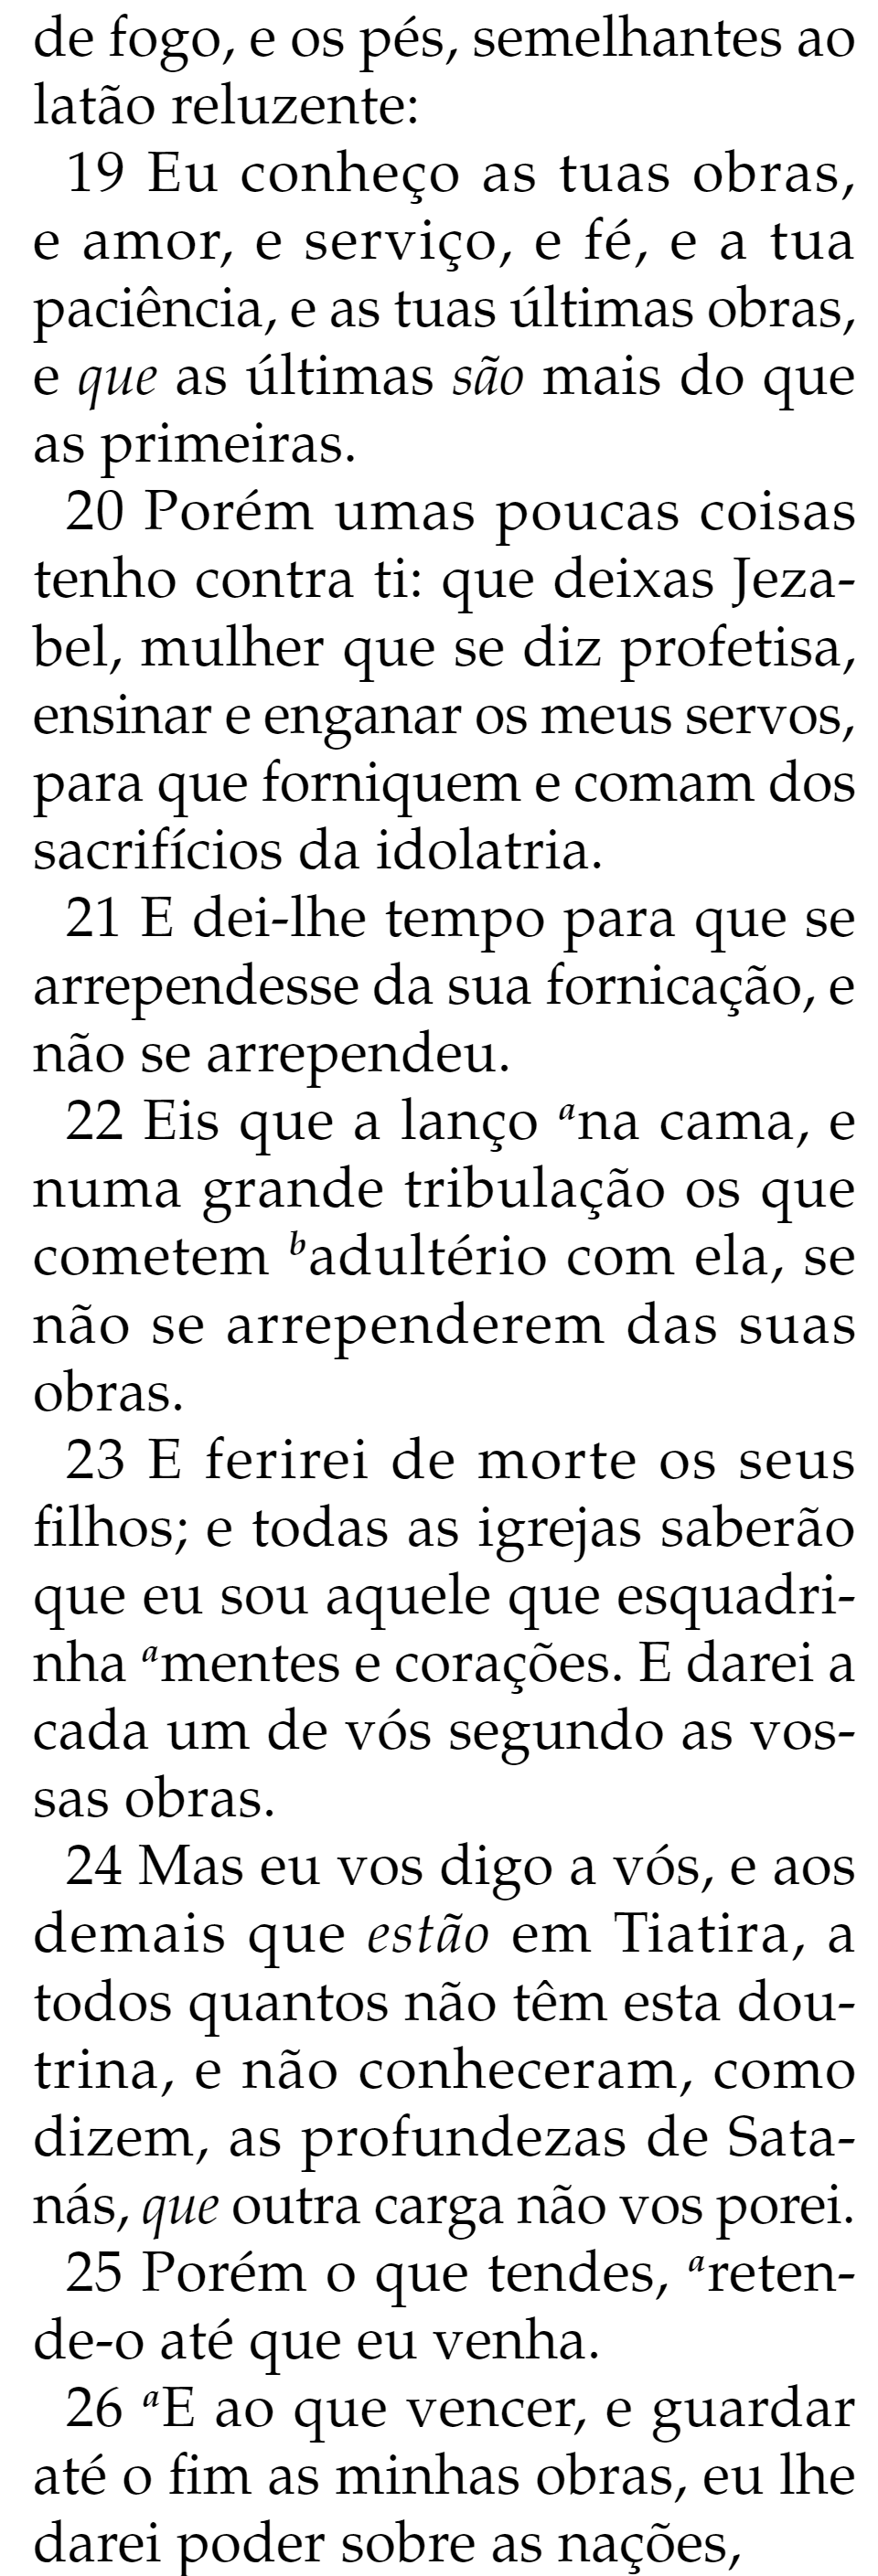 de fogo, e os pés, semelhantes ao
latão reluzente:
19 Eu conheço as tuas obras,
e amor, e serviço, e fé, e a tua
paciência, e as tuas últimas obras,
e que as últimas são mais do que
as primeiras.
20 Porém umas poucas coisas
tenho contra ti: que deixas Jeza-
bel, mulher que se diz profetisa,
ensinar e enganar os meus servos,
para que forniquem e comam dos
sacrifícios da idolatria.
21 E dei-lhe tempo para que se
arrependesse da sua fornicação, e
não se arrependeu.
22 Eis que a lanço ana cama, e
numa grande tribulação os que
cometem badultério com ela, se
não se arrependerem das suas
obras.
23 E ferirei de morte os seus
filhos; e todas as igrejas saberão
que eu sou aquele que esquadri-
nha amentes e corações. E darei a
cada um de vós segundo as vos-
sas obras.
24 Mas eu vos digo a vós, e aos
demais que estão em Tiatira, a
todos quantos não têm esta dou-
trina, e não conheceram, como
dizem, as profundezas de Sata-
nás, que outra carga não vos porei.
25 Porém o que tendes, areten-
de-o até que eu venha.
26 aE ao que vencer, e guardar
até o fim as minhas obras, eu lhe
darei poder sobre as nações,